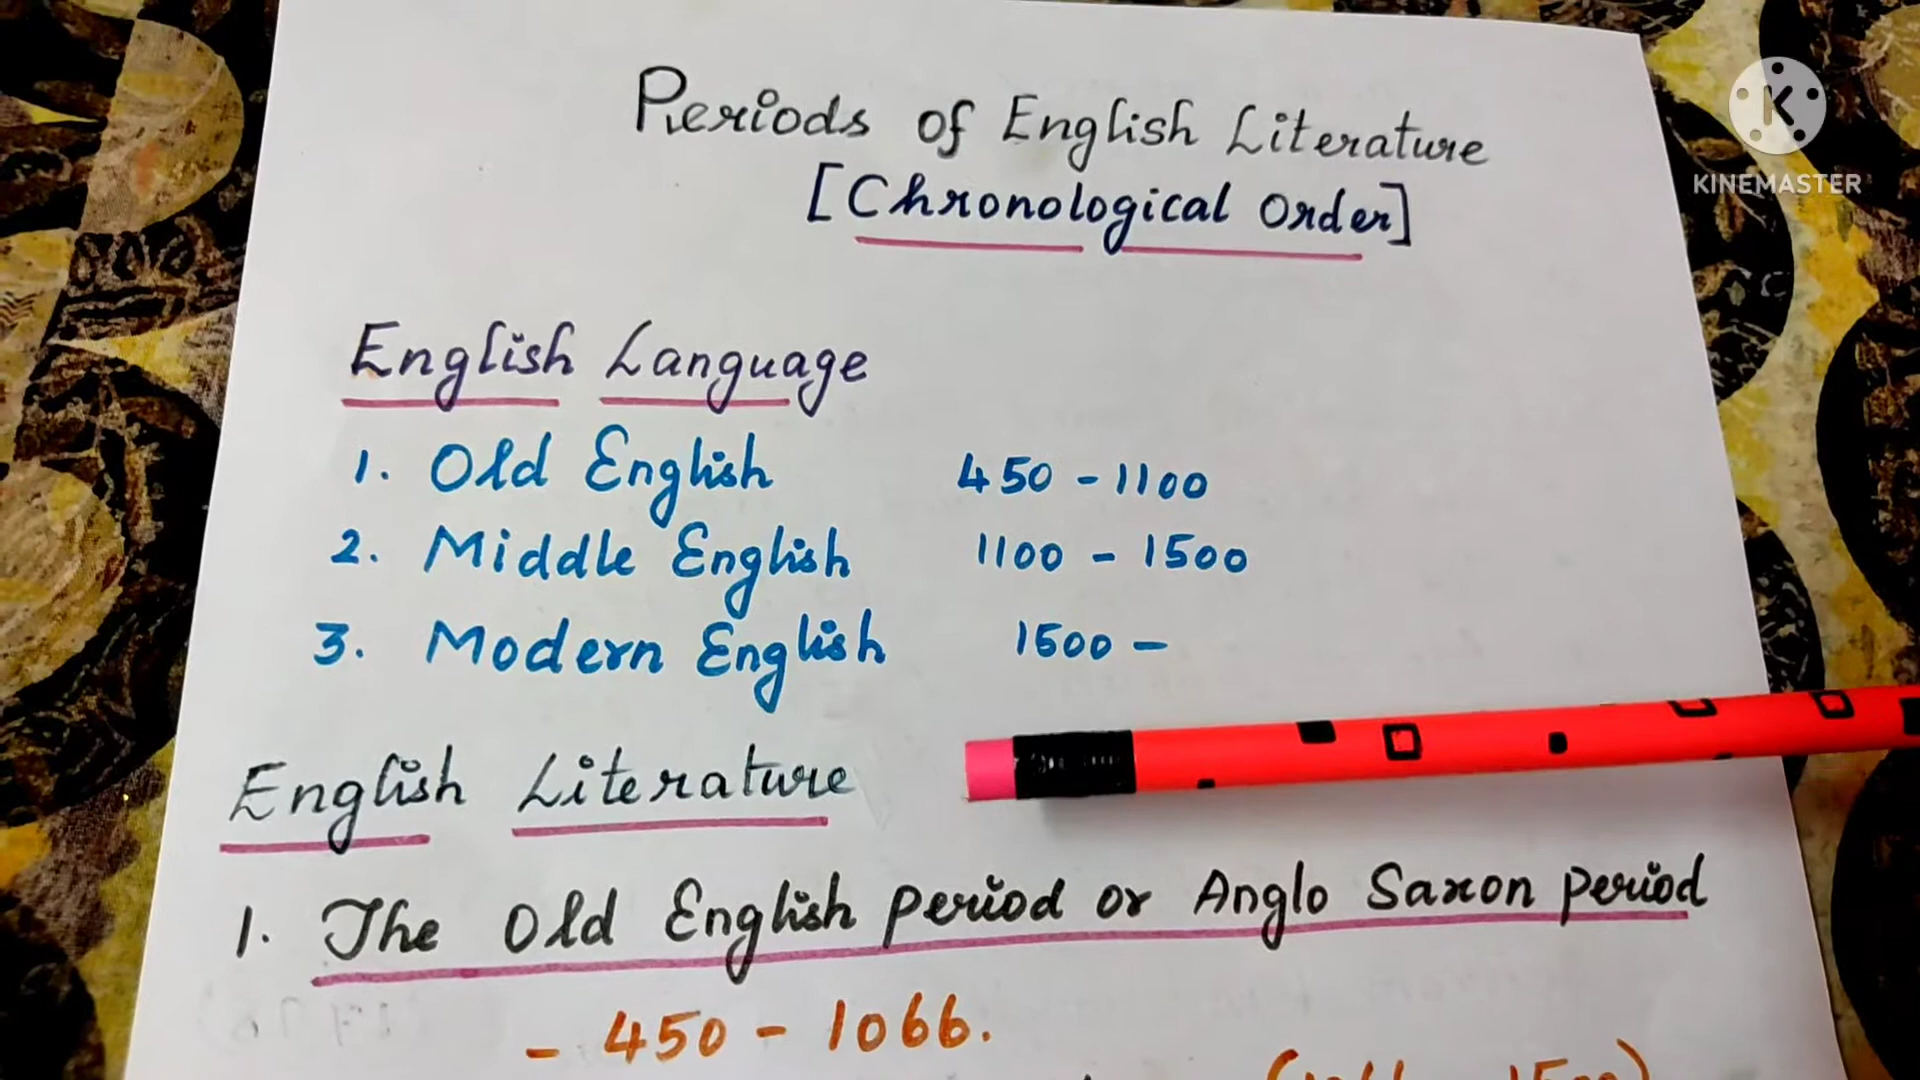 Periods of English Literature
[Chronological Order]
KINEMASTER
English Language
1. Old English 450 - 1100
2. Middle English 1100 - 1500
3. Modern English 1500 -
English Literature
1. The Old English period or Anglo Saxon period
- 450 - 1066.